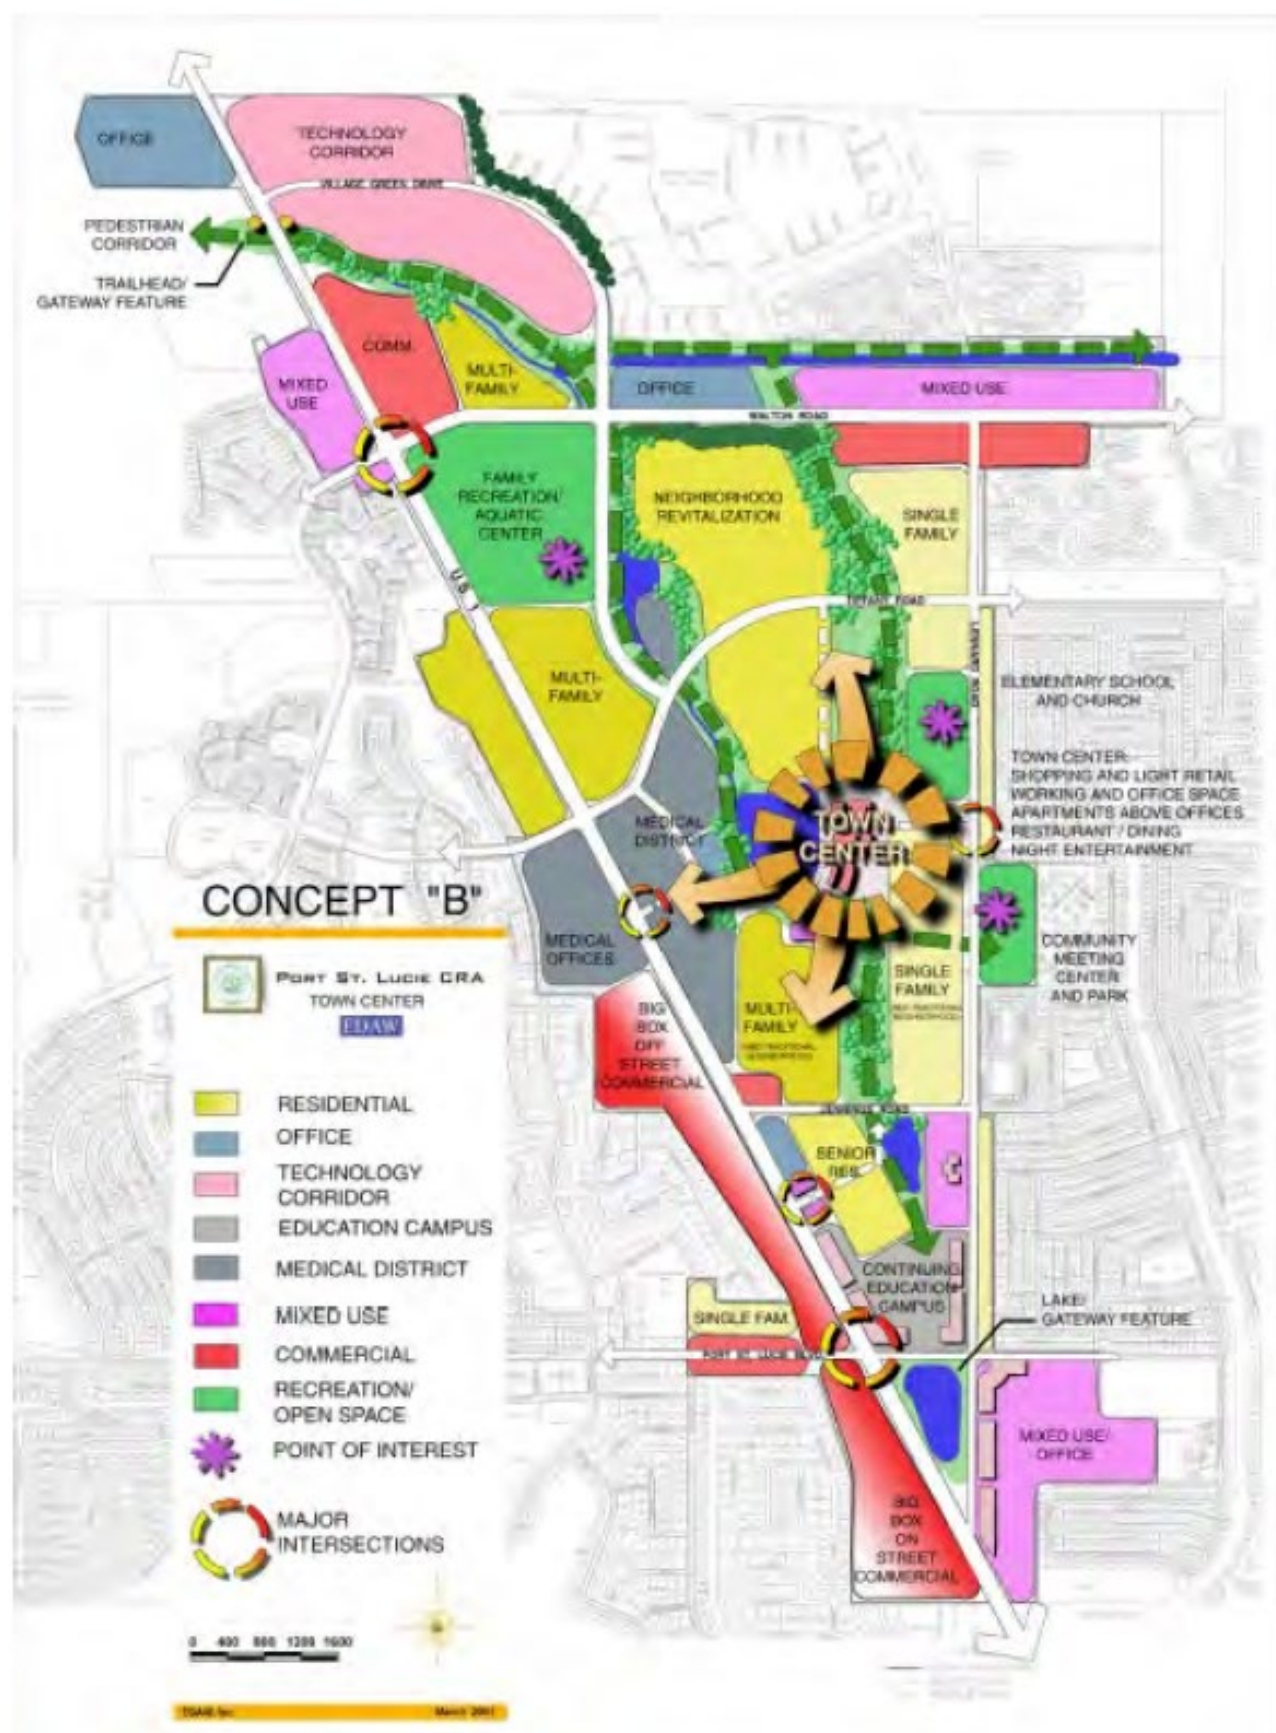 OFFICE
TECHNOLOGY
CORRIDOR
VILLAGE GREEN DRIVE
PEDESTRIAN
CORRIDOR
TRAILHEAD/
GATEWAY FEATURE
COMM.
MULTI-
FAMILY
MIXED
USE
OFFICE
MIXED USE
WALTON ROAD
FAMILY
RECREATION/
AQUATIC
CENTER
NEIGHBORHOOD
REVITALIZATION
SINGLE
FAMILY
U.S. 1
TIFFANY ROAD
MULTI-
FAMILY
ELEMENTARY SCHOOL
AND CHURCH
TOWN CENTER:
SHOPPING AND LIGHT RETAIL
WORKING AND OFFICE SPACE
APARTMENTS ABOVE OFFICES
RESTAURANT / DINING
NIGHT ENTERTAINMENT
TOWN
CENTER
MEDICAL
DISTRICT
MEDICAL
OFFICES
COMMUNITY
MEETING
CENTER
AND PARK
SINGLE
FAMILY
MULTI-
FAMILY
BIG
BOX
OFF
STREET
COMMERCIAL
JENNINGS ROAD
SENIOR
RES.
CONTINUING
EDUCATION
CAMPUS
SINGLE FAM.
LAKE/
GATEWAY FEATURE
PORT ST. LUCIE BLVD.
MIXED USE/
OFFICE
BIG
BOX
ON
STREET
COMMERCIAL
CONCEPT "B"
PORT ST. LUCIE CRA
TOWN CENTER
EDAW
RESIDENTIAL
OFFICE
TECHNOLOGY
CORRIDOR
EDUCATION CAMPUS
MEDICAL DISTRICT
MIXED USE
COMMERCIAL
RECREATION/
OPEN SPACE
POINT OF INTEREST
MAJOR
INTERSECTIONS
0 400 800 1200 1600
March 2001